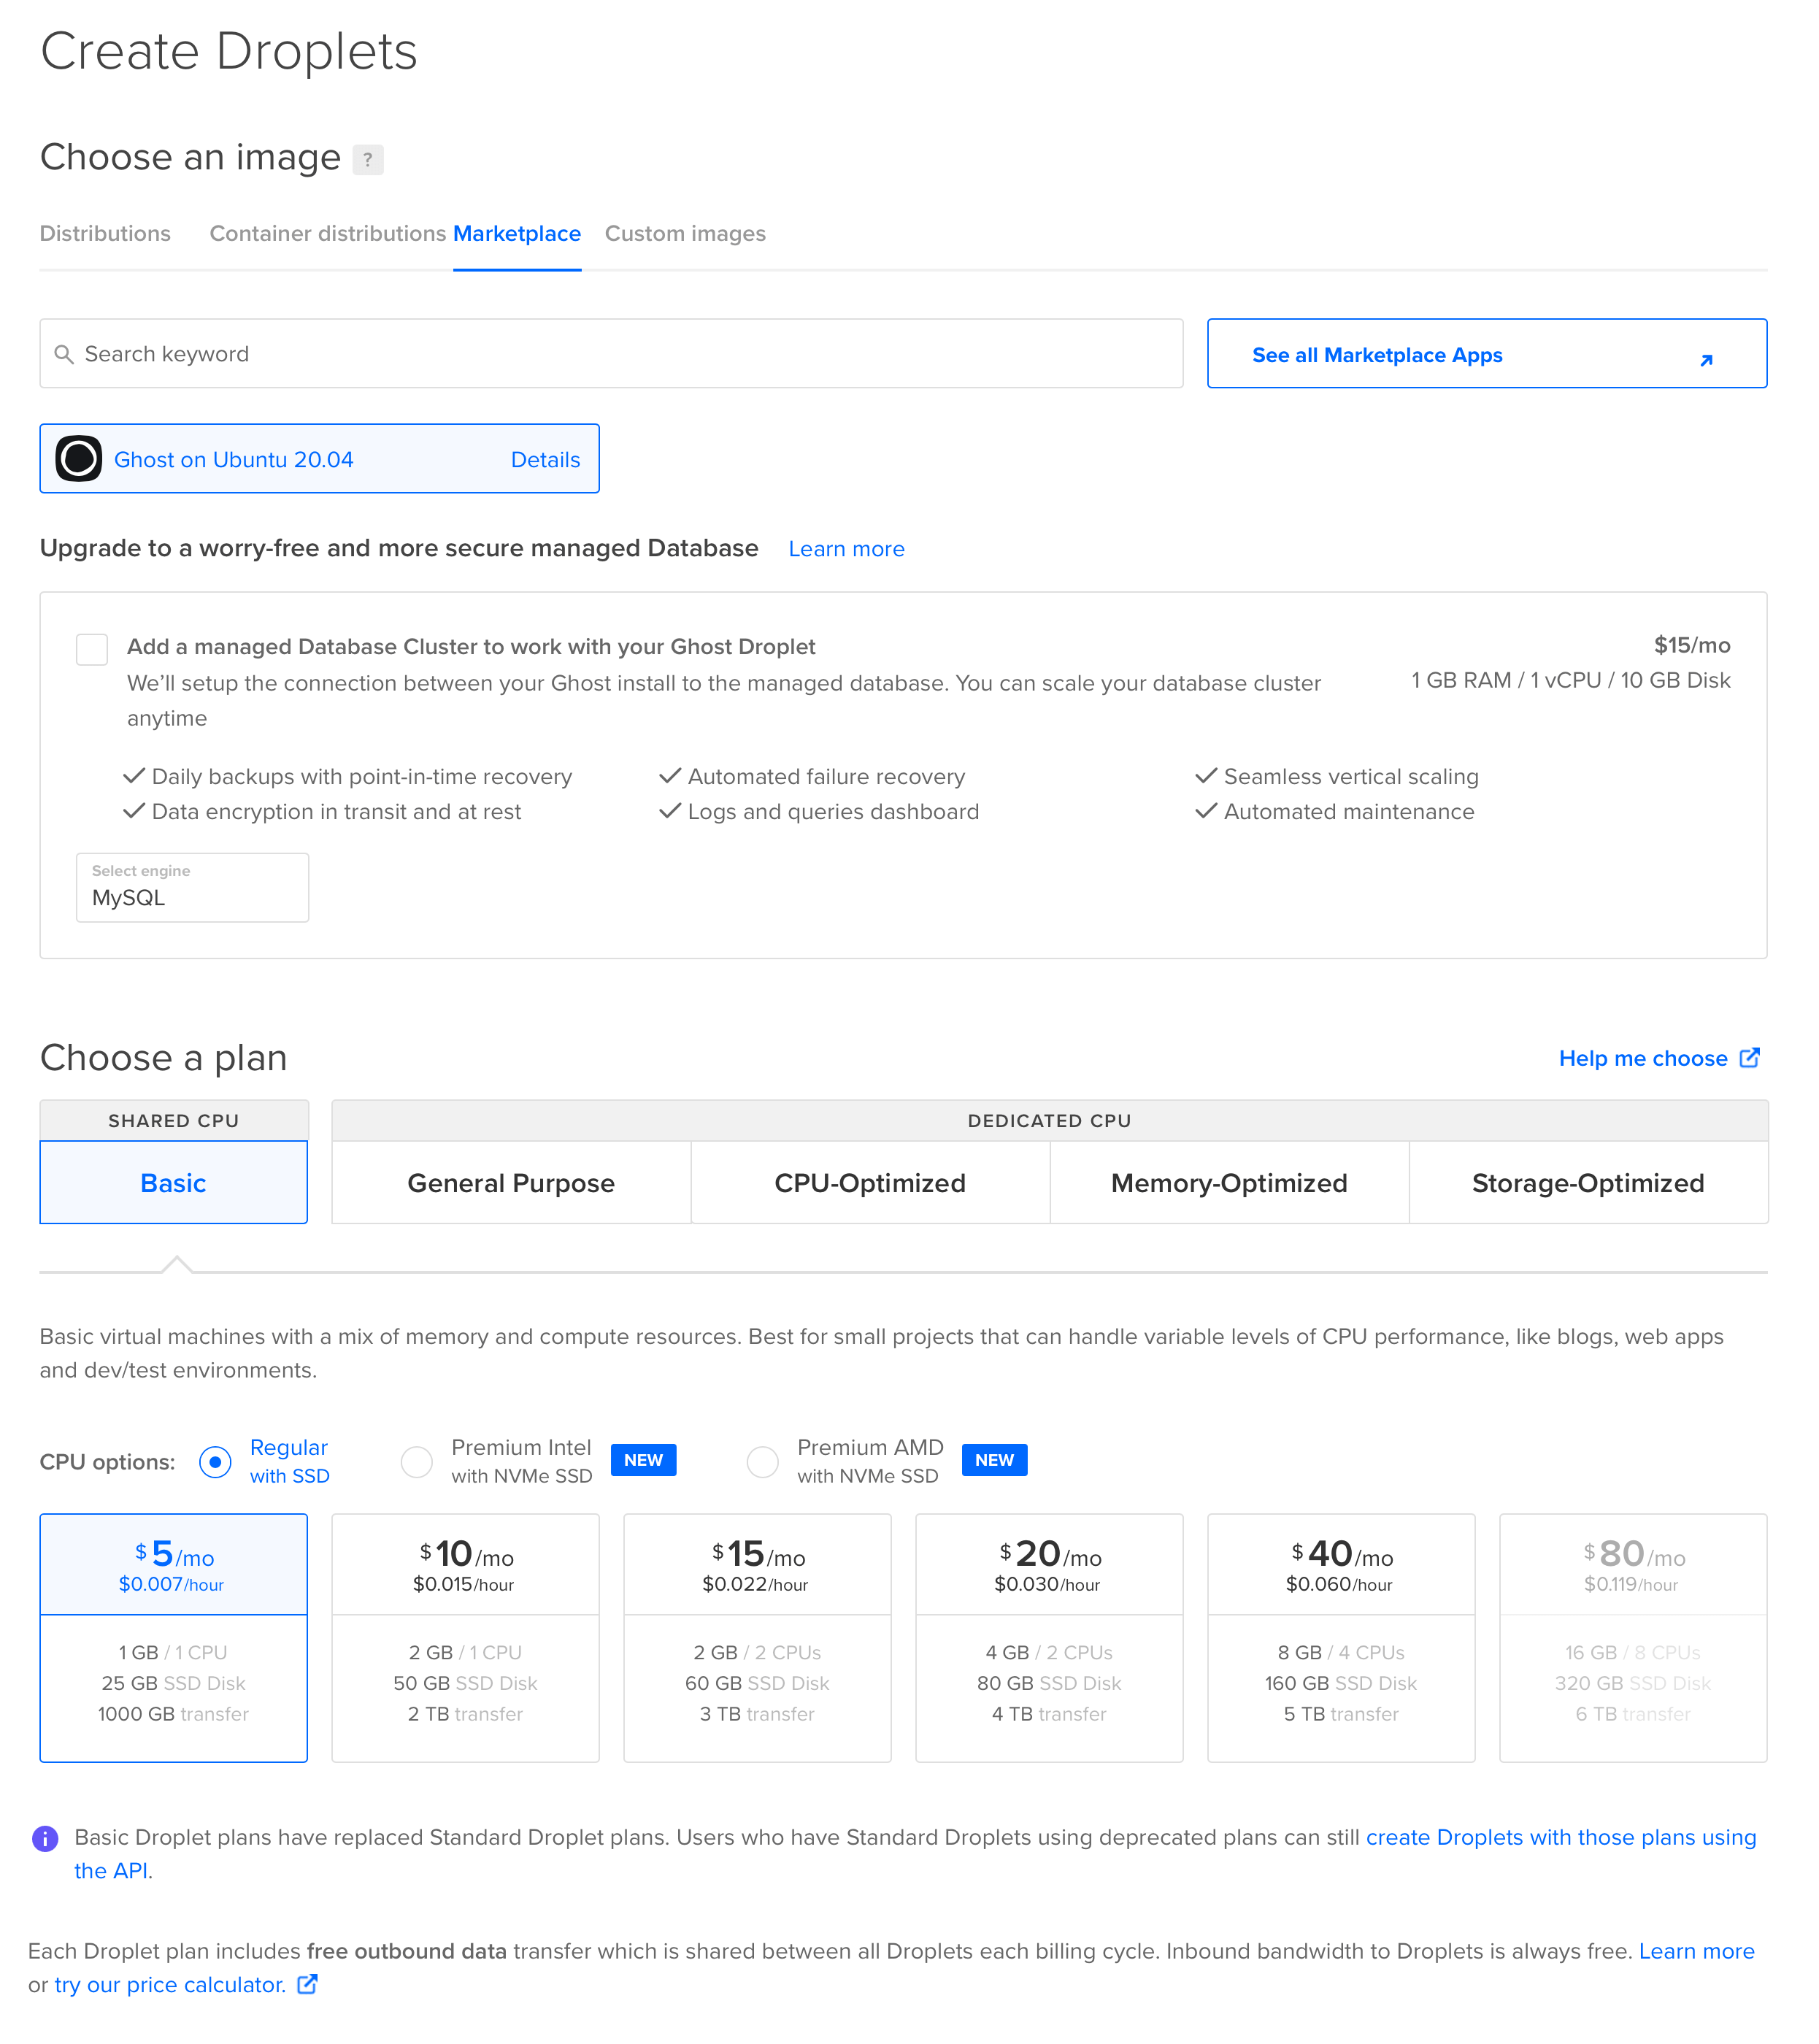 Create Droplets
Choose an image ?
Distributions Container distributions Marketplace Custom images
Search keyword
See all Marketplace Apps
Ghost on Ubuntu 20.04 Details
Upgrade to a worry-free and more secure managed Database Learn more
Add a managed Database Cluster to work with your Ghost Droplet
$15/mo
We’ll setup the connection between your Ghost install to the managed database. You can scale your database cluster
anytime
1 GB RAM / 1 vCPU / 10 GB Disk
Daily backups with point-in-time recovery
Automated failure recovery
Seamless vertical scaling
Data encryption in transit and at rest
Logs and queries dashboard
Automated maintenance
Select engine
MySQL
Choose a plan
Help me choose
SHARED CPU
DEDICATED CPU
Basic
General Purpose
CPU-Optimized
Memory-Optimized
Storage-Optimized
Basic virtual machines with a mix of memory and compute resources. Best for small projects that can handle variable levels of CPU performance, like blogs, web apps
and dev/test environments.
CPU options:
Regular
with SSD
Premium Intel
with NVMe SSD
NEW
Premium AMD
with NVMe SSD
NEW
$5/mo
$0.007/hour
1 GB / 1 CPU
25 GB SSD Disk
1000 GB transfer
$10/mo
$0.015/hour
2 GB / 1 CPU
50 GB SSD Disk
2 TB transfer
$15/mo
$0.022/hour
2 GB / 2 CPUs
60 GB SSD Disk
3 TB transfer
$20/mo
$0.030/hour
4 GB / 2 CPUs
80 GB SSD Disk
4 TB transfer
$40/mo
$0.060/hour
8 GB / 4 CPUs
160 GB SSD Disk
5 TB transfer
$80/mo
$0.119/hour
16 GB / 8 CPUs
320 GB SSD Disk
6 TB transfer
Basic Droplet plans have replaced Standard Droplet plans. Users who have Standard Droplets using deprecated plans can still create Droplets with those plans using
the API.
Each Droplet plan includes free outbound data transfer which is shared between all Droplets each billing cycle. Inbound bandwidth to Droplets is always free. Learn more
or try our price calculator.